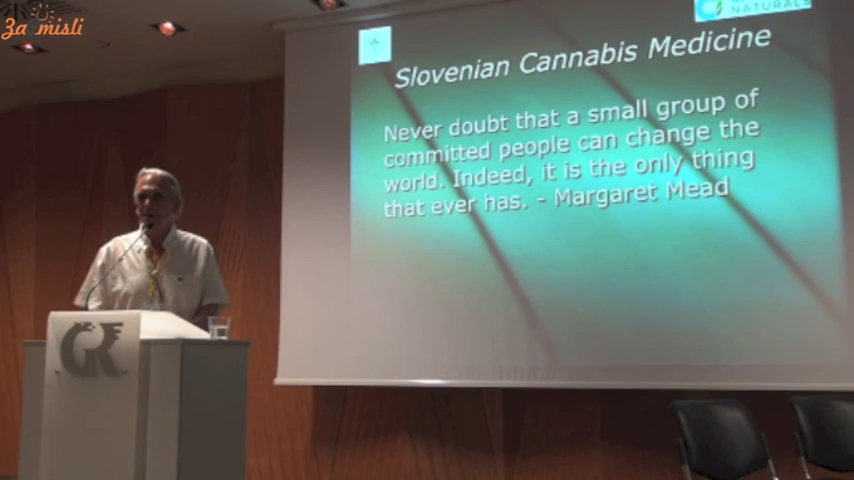 Za misli
NATURALS
Slovenian Cannabis Medicine
Never doubt that a small group of
committed people can change the
world. Indeed, it is the only thing
that ever has. - Margaret Mead
GR